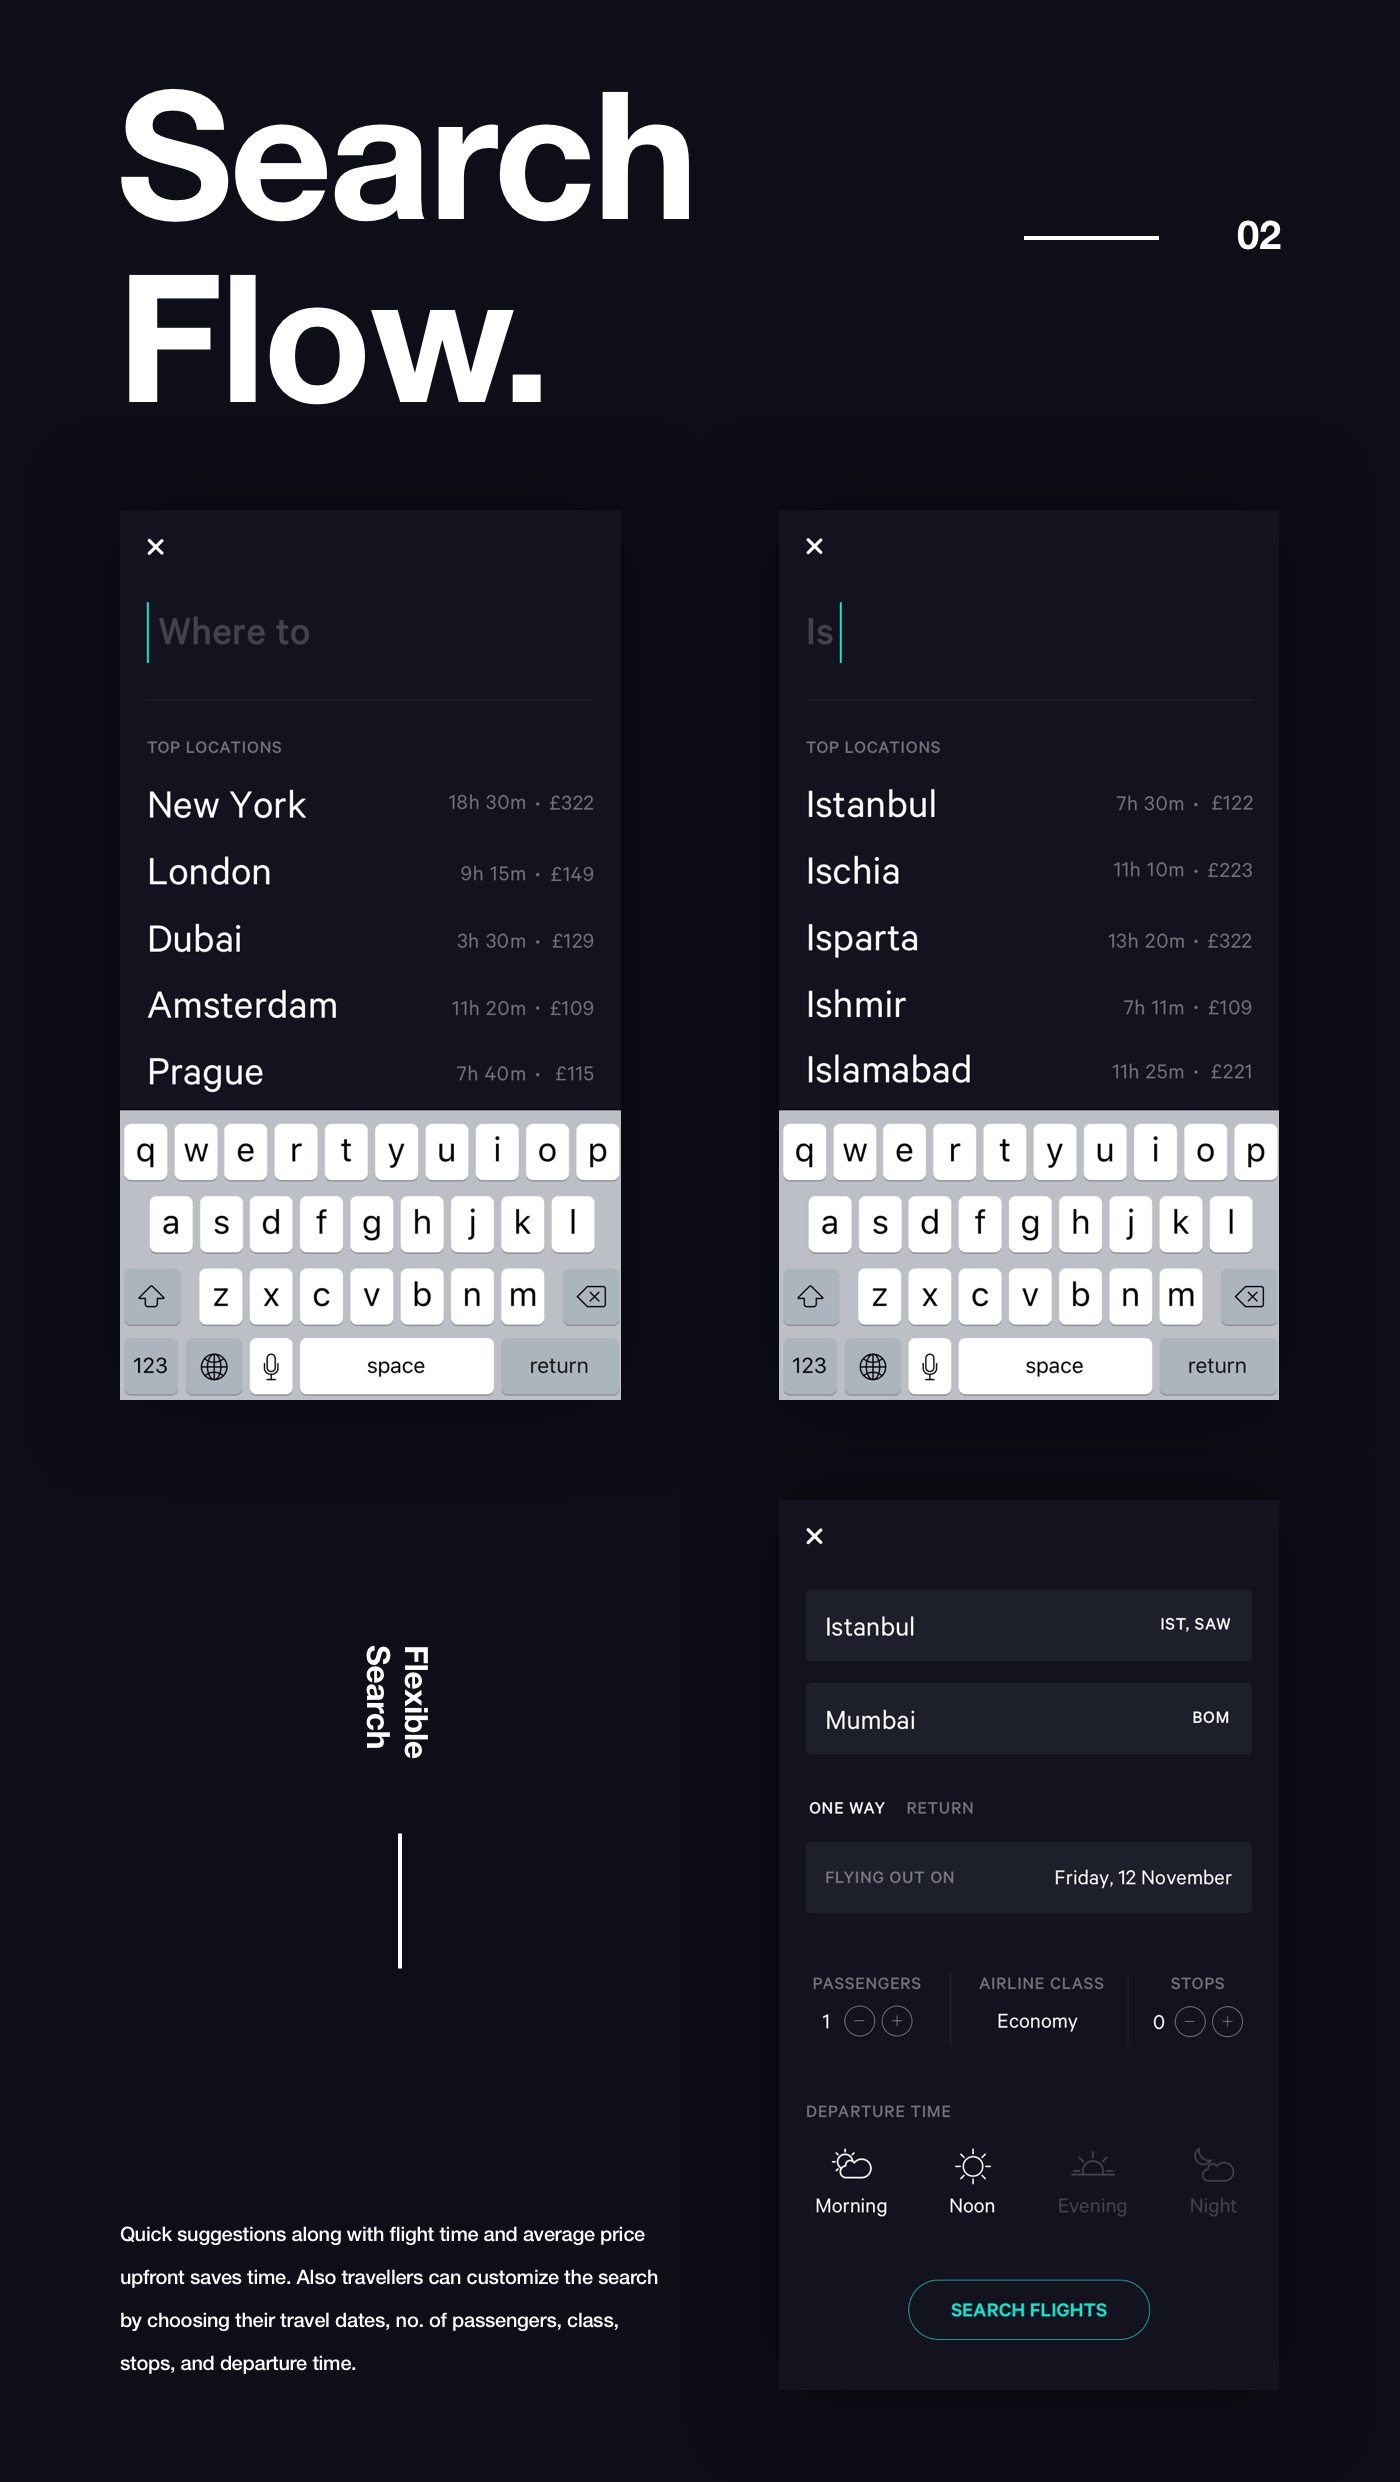 Search
Flow.
02
Where to
TOP LOCATIONS
New York 18h 30m • £322
London 9h 15m • £149
Dubai 3h 30m • £129
Amsterdam 11h 20m • £109
Prague 7h 40m • £115
q w e r t y u i o p
a s d f g h j k l
z x c v b n m
123 space return
Is
TOP LOCATIONS
Istanbul 7h 30m • £122
Ischia 11h 10m • £223
Isparta 13h 20m • £322
Ishmir 7h 11m • £109
Islamabad 11h 25m • £221
q w e r t y u i o p
a s d f g h j k l
z x c v b n m
123 space return
Flexible
Search
Quick suggestions along with flight time and average price
upfront saves time. Also travellers can customize the search
by choosing their travel dates, no. of passengers, class,
stops, and departure time.
Istanbul IST, SAW
Mumbai BOM
ONE WAY RETURN
FLYING OUT ON Friday, 12 November
PASSENGERS AIRLINE CLASS STOPS
1 − + Economy 0 − +
DEPARTURE TIME
Morning Noon Evening Night
SEARCH FLIGHTS